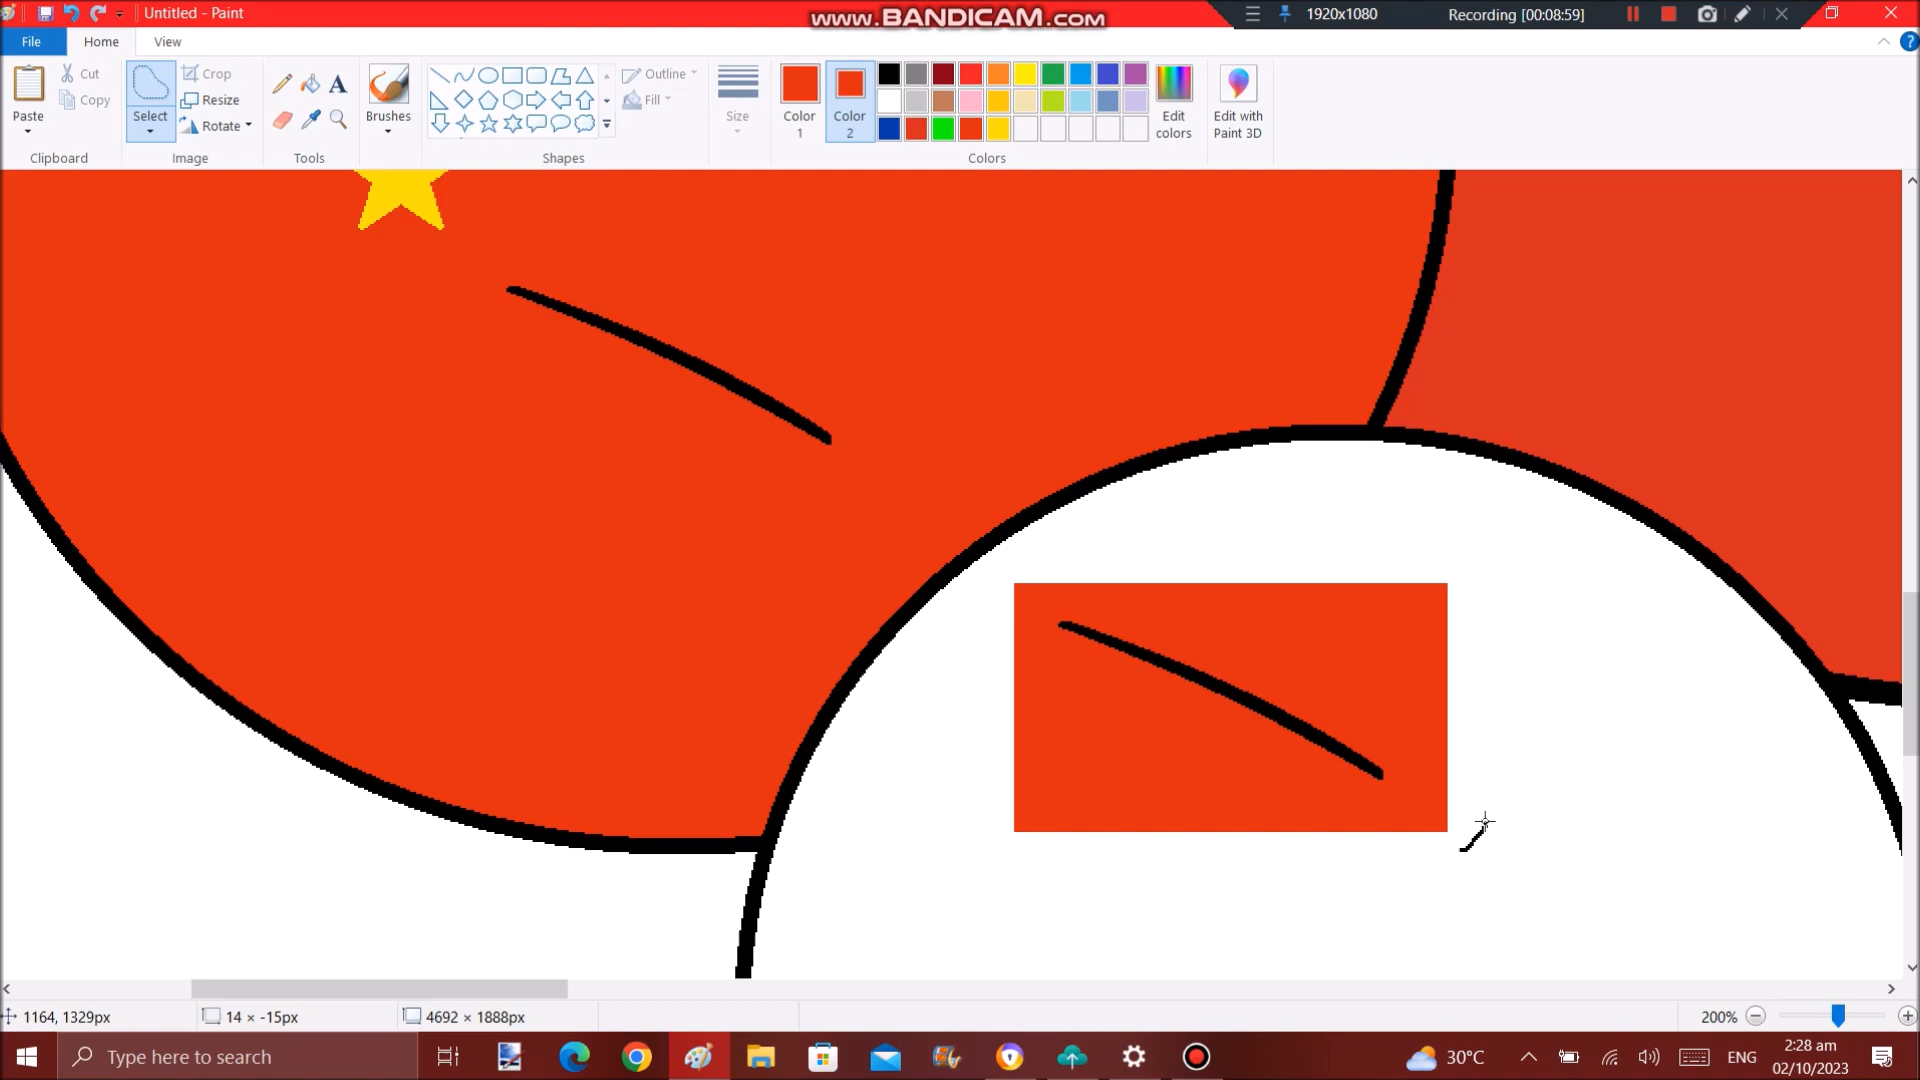 Untitled - Paint
www.BANDICAM.com
1920x1080
Recording [00:08:59]
File
Home
View
Paste
Cut
Copy
Clipboard
Select
Crop
Resize
Rotate
Image
Tools
Brushes
Shapes
Outline
Fill
Size
Color 1
Color 2
Edit colors
Colors
Edit with Paint 3D
1164, 1329px
14 × -15px
4692 × 1888px
200%
Type here to search
30°C
ENG
2:28 am
02/10/2023